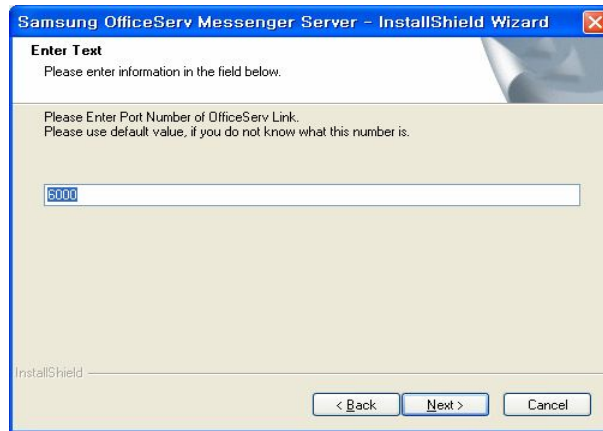 Samsung OfficeServ Messenger Server - InstallShield Wizard
Enter Text
Please enter information in the field below.
Please Enter Port Number of OfficeServ Link.
Please use default value, if you do not know what this number is.
6000
InstallShield
< Back Next > Cancel